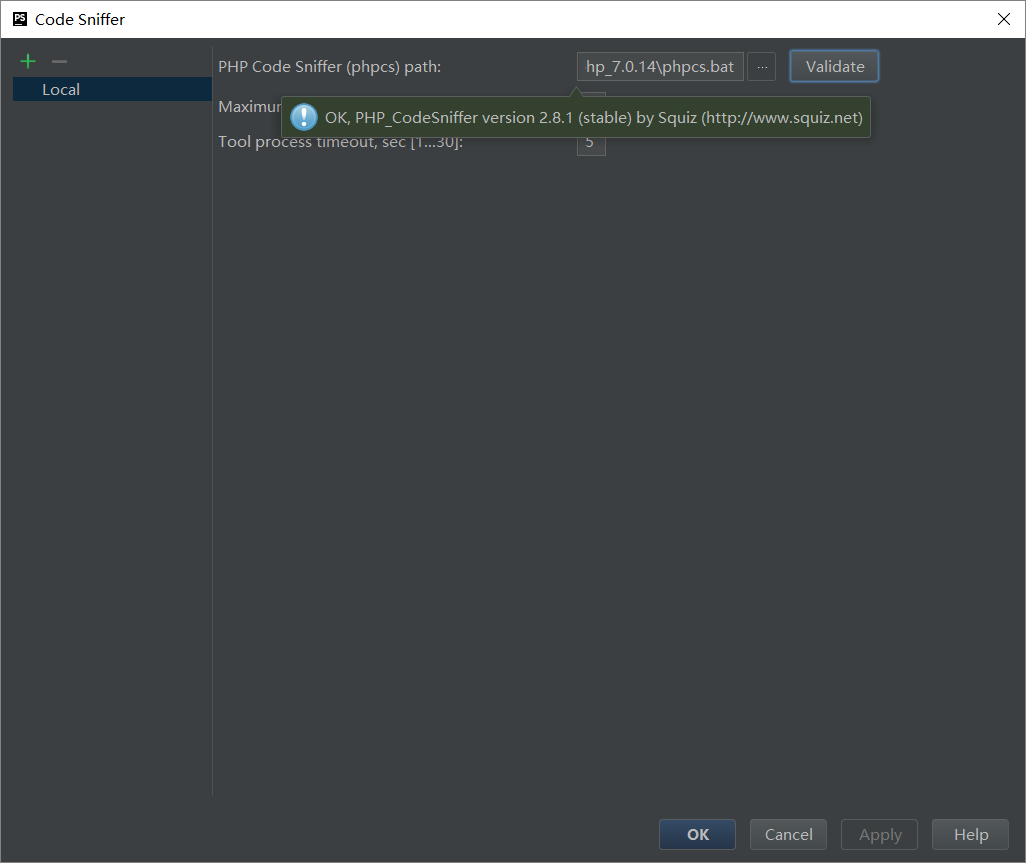 PS Code Sniffer
Local
PHP Code Sniffer (phpcs) path:
hp_7.0.14\phpcs.bat
...
Validate
OK, PHP_CodeSniffer version 2.8.1 (stable) by Squiz (http://www.squiz.net)
Tool process timeout, sec [1...30]:
5
OK
Cancel
Apply
Help